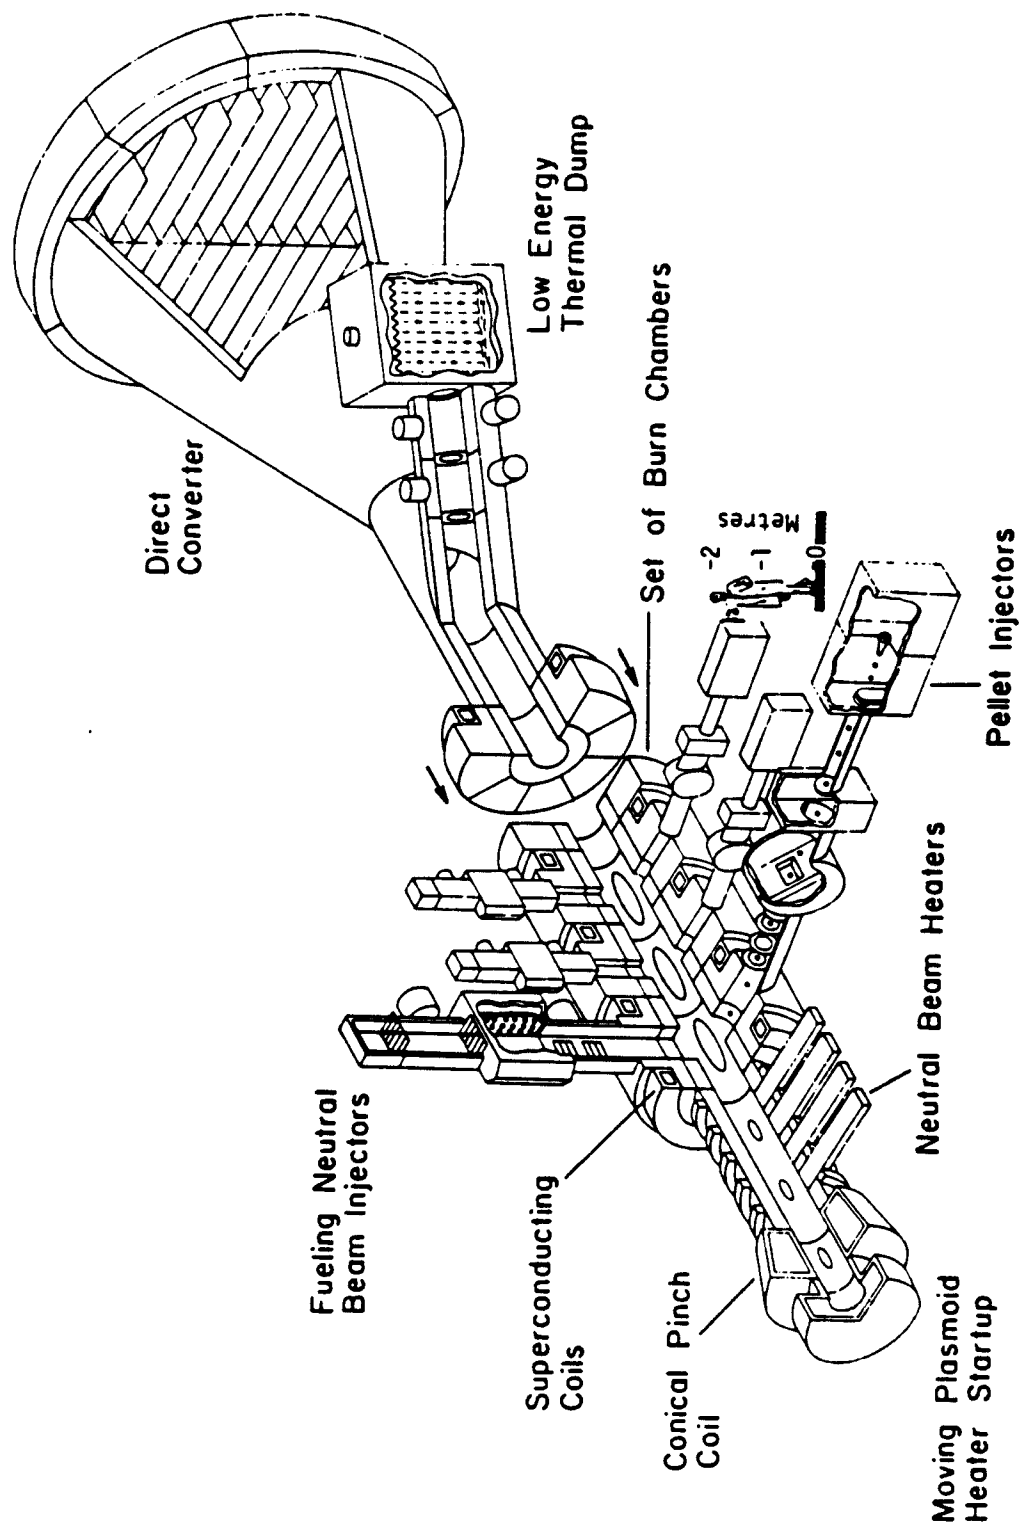 Direct
Converter
Low Energy
Thermal Dump
Fueling Neutral
Beam Injectors
Set of Burn Chambers
Superconducting
Coils
-2
-1
0
Metres
Conical Pinch
Coil
Neutral Beam Heaters
Pellet Injectors
Moving Plasmoid
Heater Startup